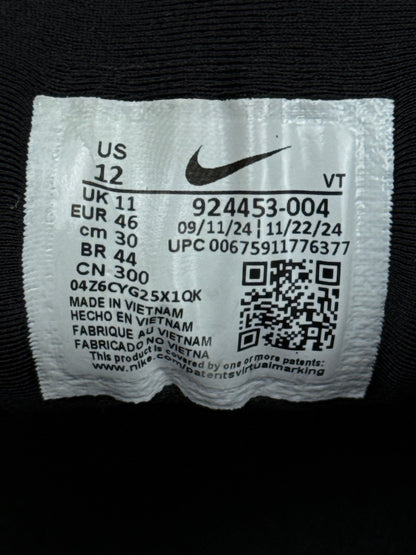 US
12
VT
UK 11
EUR 46
cm 30
BR 44
CN 300
924453-004
09/11/24 | 11/22/24
UPC 00675911776377
04Z6CYG25X1QK
MADE IN VIETNAM
HECHO EN VIETNAM
FABRIQUE AU VIETNAM
FABRICADO NO VIETNA
This product is covered by one or more patents:
www.nike.com/patentsvirtualmarking